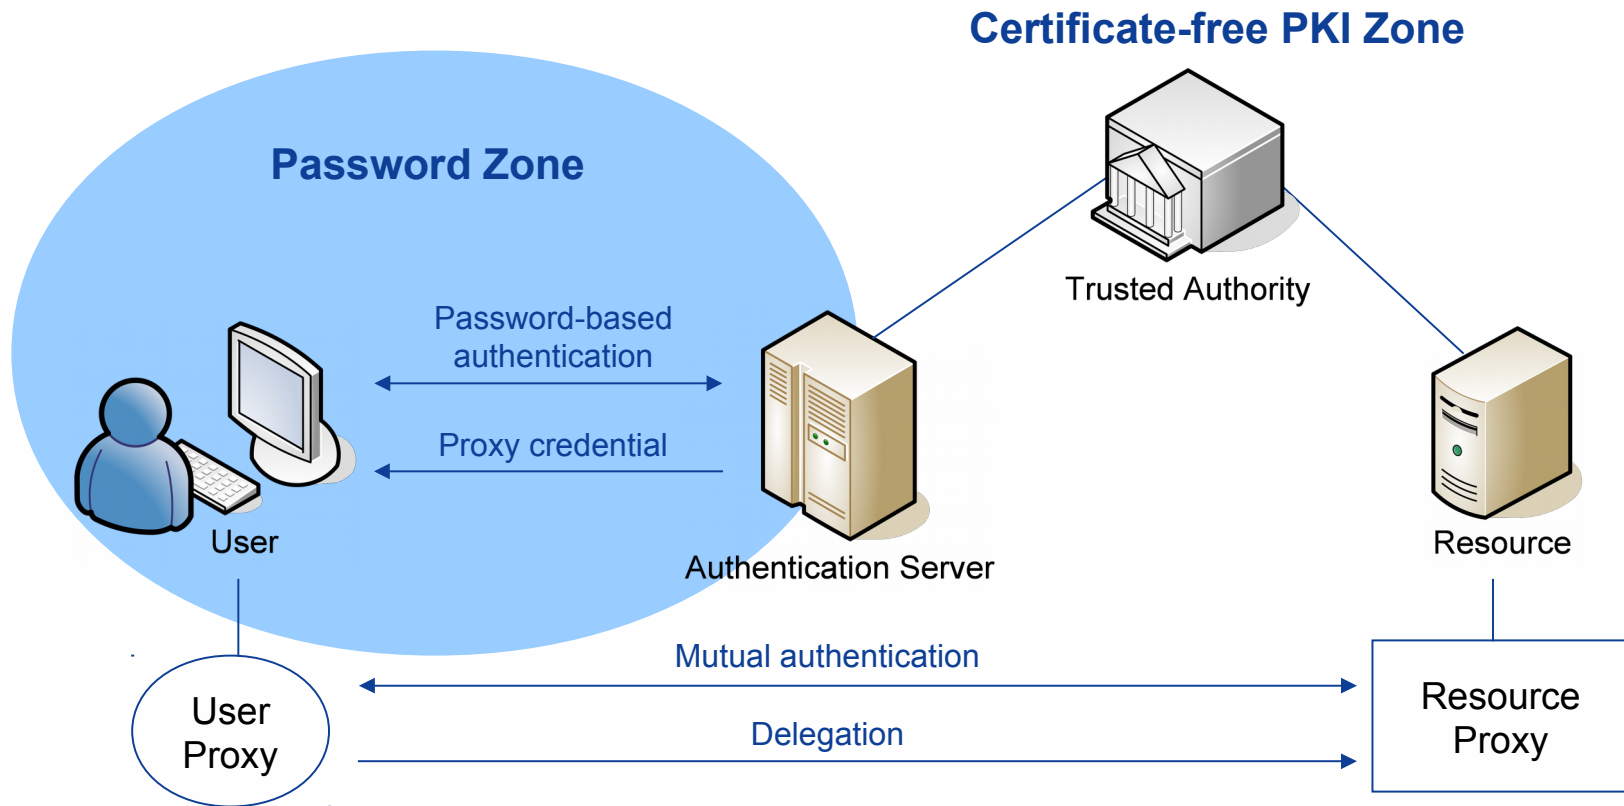 Certificate-free PKI Zone
Password Zone
Trusted Authority
Password-based
authentication
Proxy credential
User
Authentication Server
Resource
Mutual authentication
User
Proxy
Delegation
Resource
Proxy